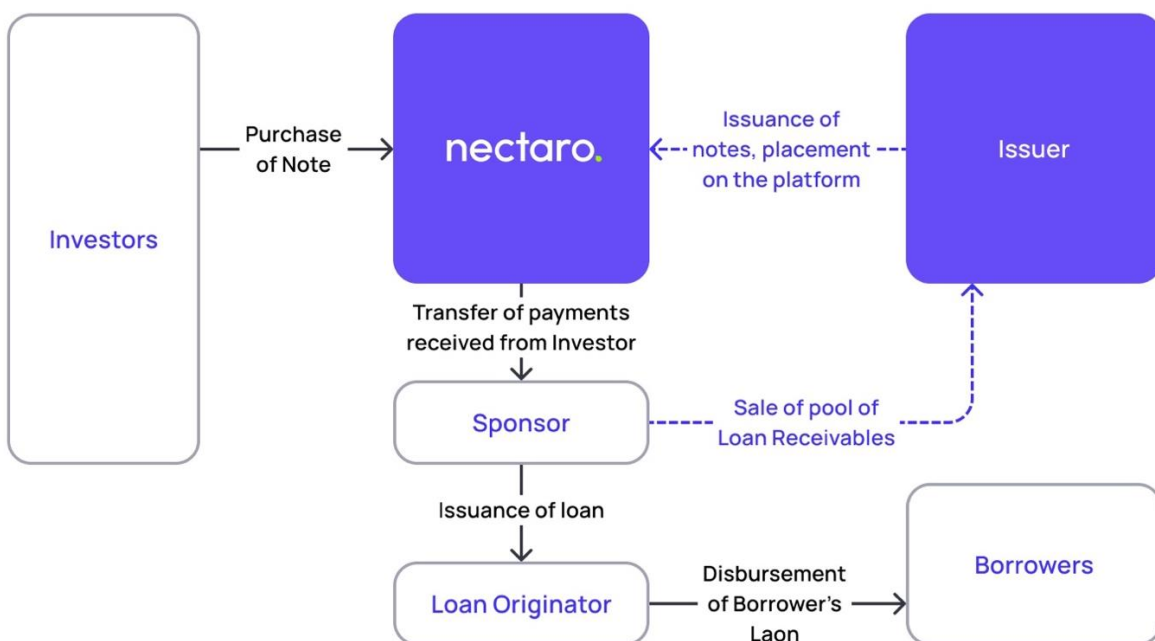 Investors
Purchase
of Note
nectaro.
Issuance of
notes, placement
on the platform
Issuer
Transfer of payments
received from Investor
Sponsor
Sale of pool of
Loan Receivables
Issuance of loan
Loan Originator
Disbursement
of Borrower's
Laon
Borrowers